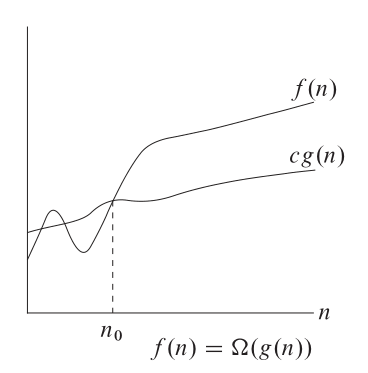 f(n)
cg(n)
n
n₀
f(n) = Ω(g(n))